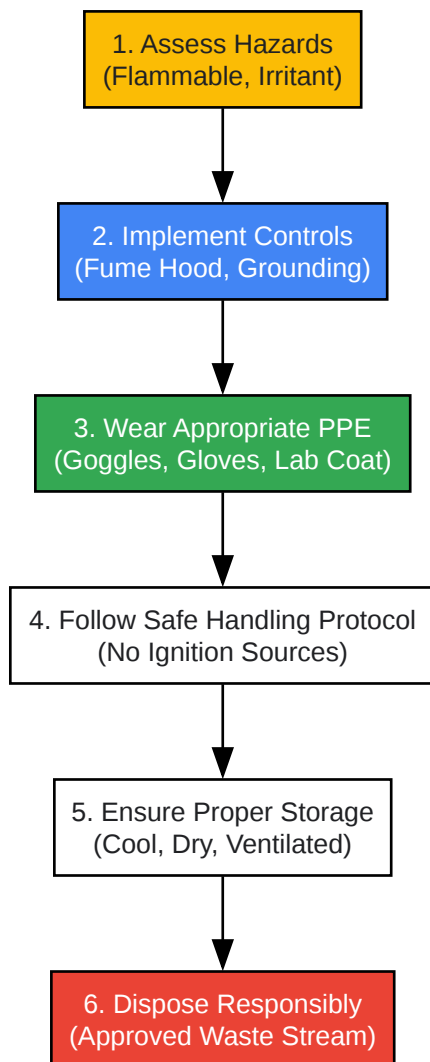 1. Assess Hazards
(Flammable, Irritant)
2. Implement Controls
(Fume Hood, Grounding)
3. Wear Appropriate PPE
(Goggles, Gloves, Lab Coat)
4. Follow Safe Handling Protocol
(No Ignition Sources)
5. Ensure Proper Storage
(Cool, Dry, Ventilated)
6. Dispose Responsibly
(Approved Waste Stream)